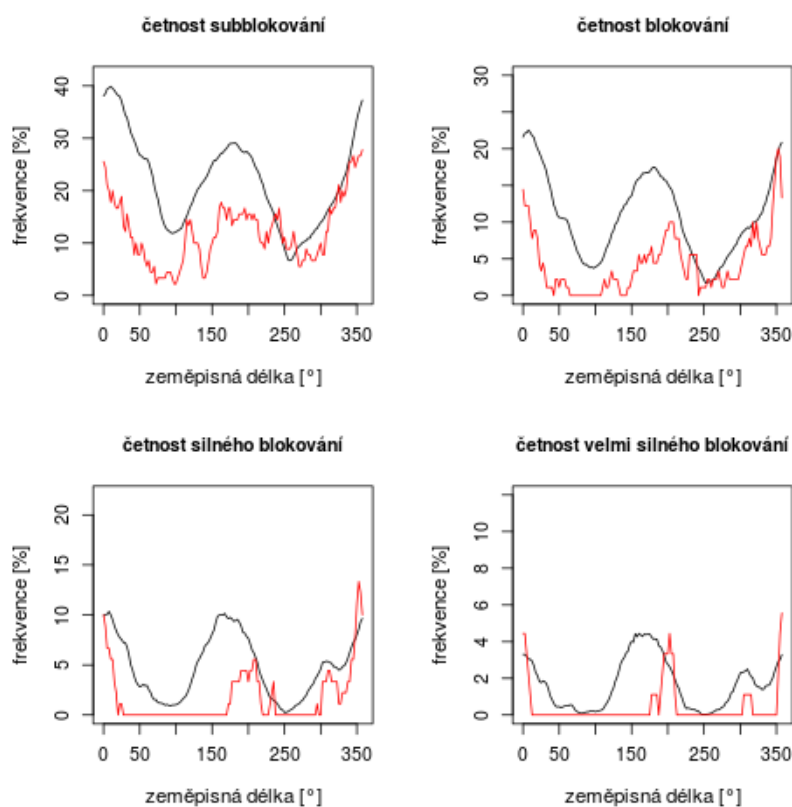 četnost subblokování
frekvence [%]
0 10 20 30 40
0 50 150 250 350
zeměpisná délka [°]
četnost blokování
frekvence [%]
0 5 10 20 30
0 50 150 250 350
zeměpisná délka [°]
četnost silného blokování
frekvence [%]
0 5 10 15 20
0 50 150 250 350
zeměpisná délka [°]
četnost velmi silného blokování
frekvence [%]
0 2 4 6 8 10
0 50 150 250 350
zeměpisná délka [°]